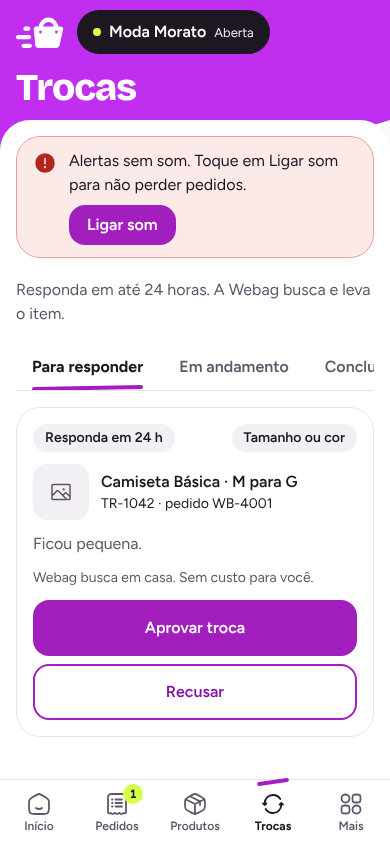 Moda Morato Aberta
Trocas
Alertas sem som. Toque em Ligar som
para não perder pedidos.
Ligar som
Responda em até 24 horas. A Webag busca e leva
o item.
Para responder Em andamento Conclu
Responda em 24 h Tamanho ou cor
Camiseta Básica · M para G
TR-1042 · pedido WB-4001
Ficou pequena.
Webag busca em casa. Sem custo para você.
Aprovar troca
Recusar
1
Início Pedidos Produtos Trocas Mais